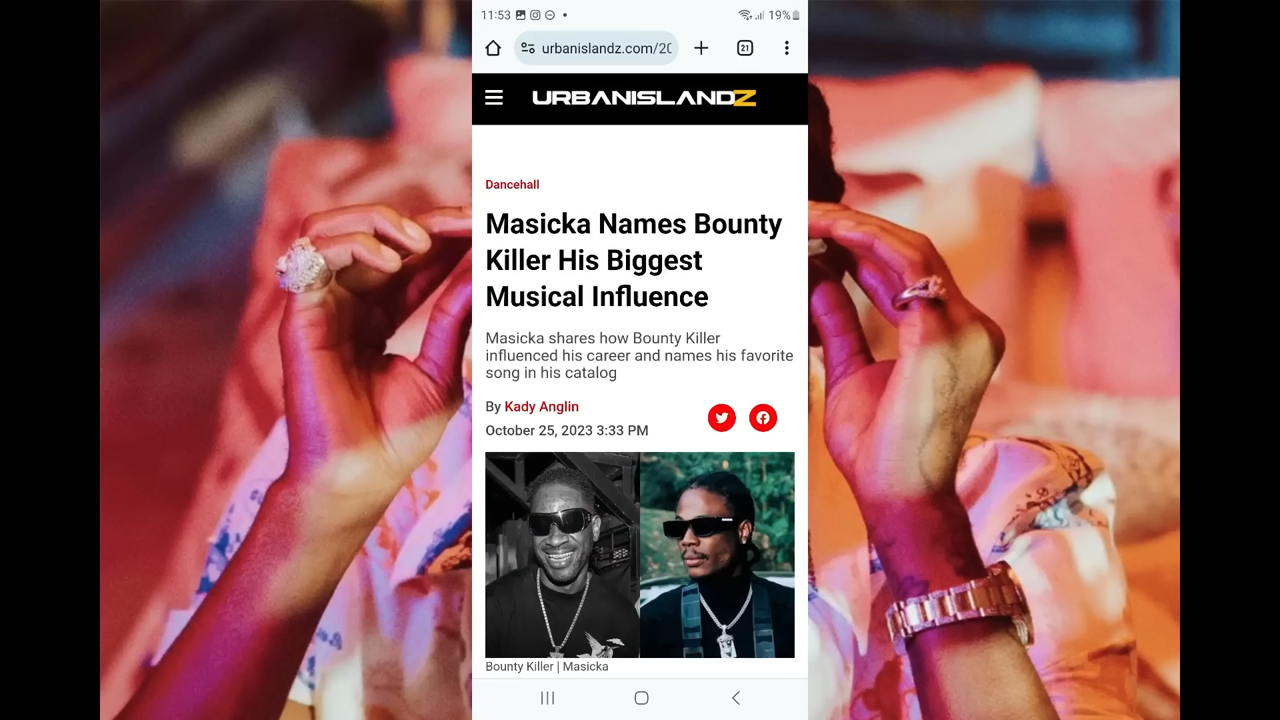 11:53
19%
urbanislandz.com/20
21
URBANISLANDZ
Dancehall
Masicka Names Bounty
Killer His Biggest
Musical Influence
Masicka shares how Bounty Killer
influenced his career and names his favorite
song in his catalog
By Kady Anglin
October 25, 2023 3:33 PM
Bounty Killer | Masicka